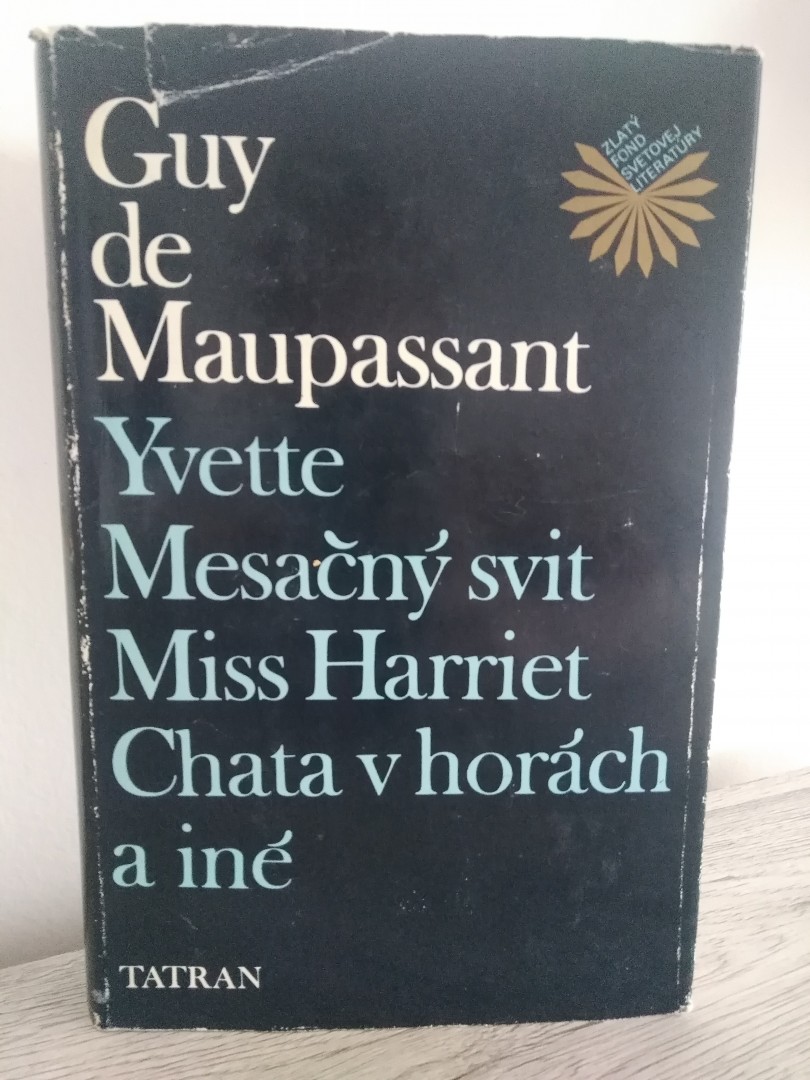 Guy
de
Maupassant
ZLATÝ
FOND
SVETOVEJ
LITERATÚRY
Yvette
Mesačný svit
Miss Harriet
Chata v horách
a iné
TATRAN